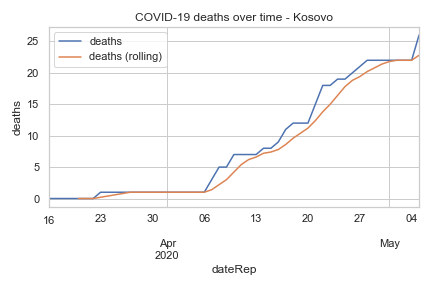 COVID-19 deaths over time - Kosovo
deaths
deaths (rolling)
deaths
25
20
15
10
5
0
16 23 30 06 13 20 27 04
Apr May
2020
dateRep